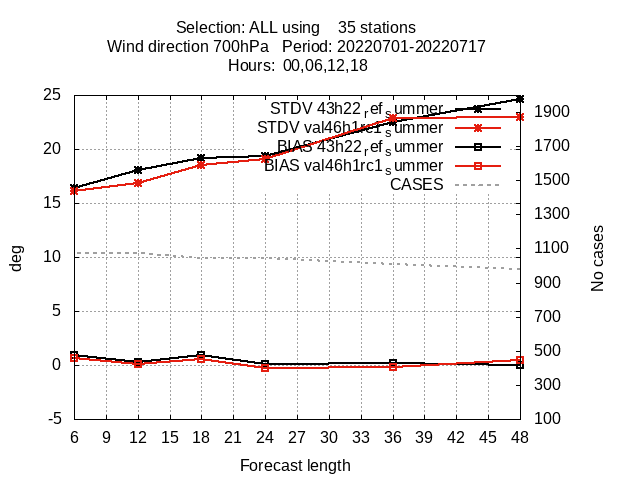 Selection: ALL using    35 stations
Wind direction 700hPa   Period: 20220701-20220717
Hours: 00,06,12,18
STDV 43h22_ref_summer
STDV val46h1rc1_summer
BIAS 43h22_ref_summer
BIAS val46h1rc1_summer
CASES
25
20
15
10
5
0
-5
deg
1900
1700
1500
1300
1100
900
700
500
300
100
No cases
6 9 12 15 18 21 24 27 30 33 36 39 42 45 48
Forecast length